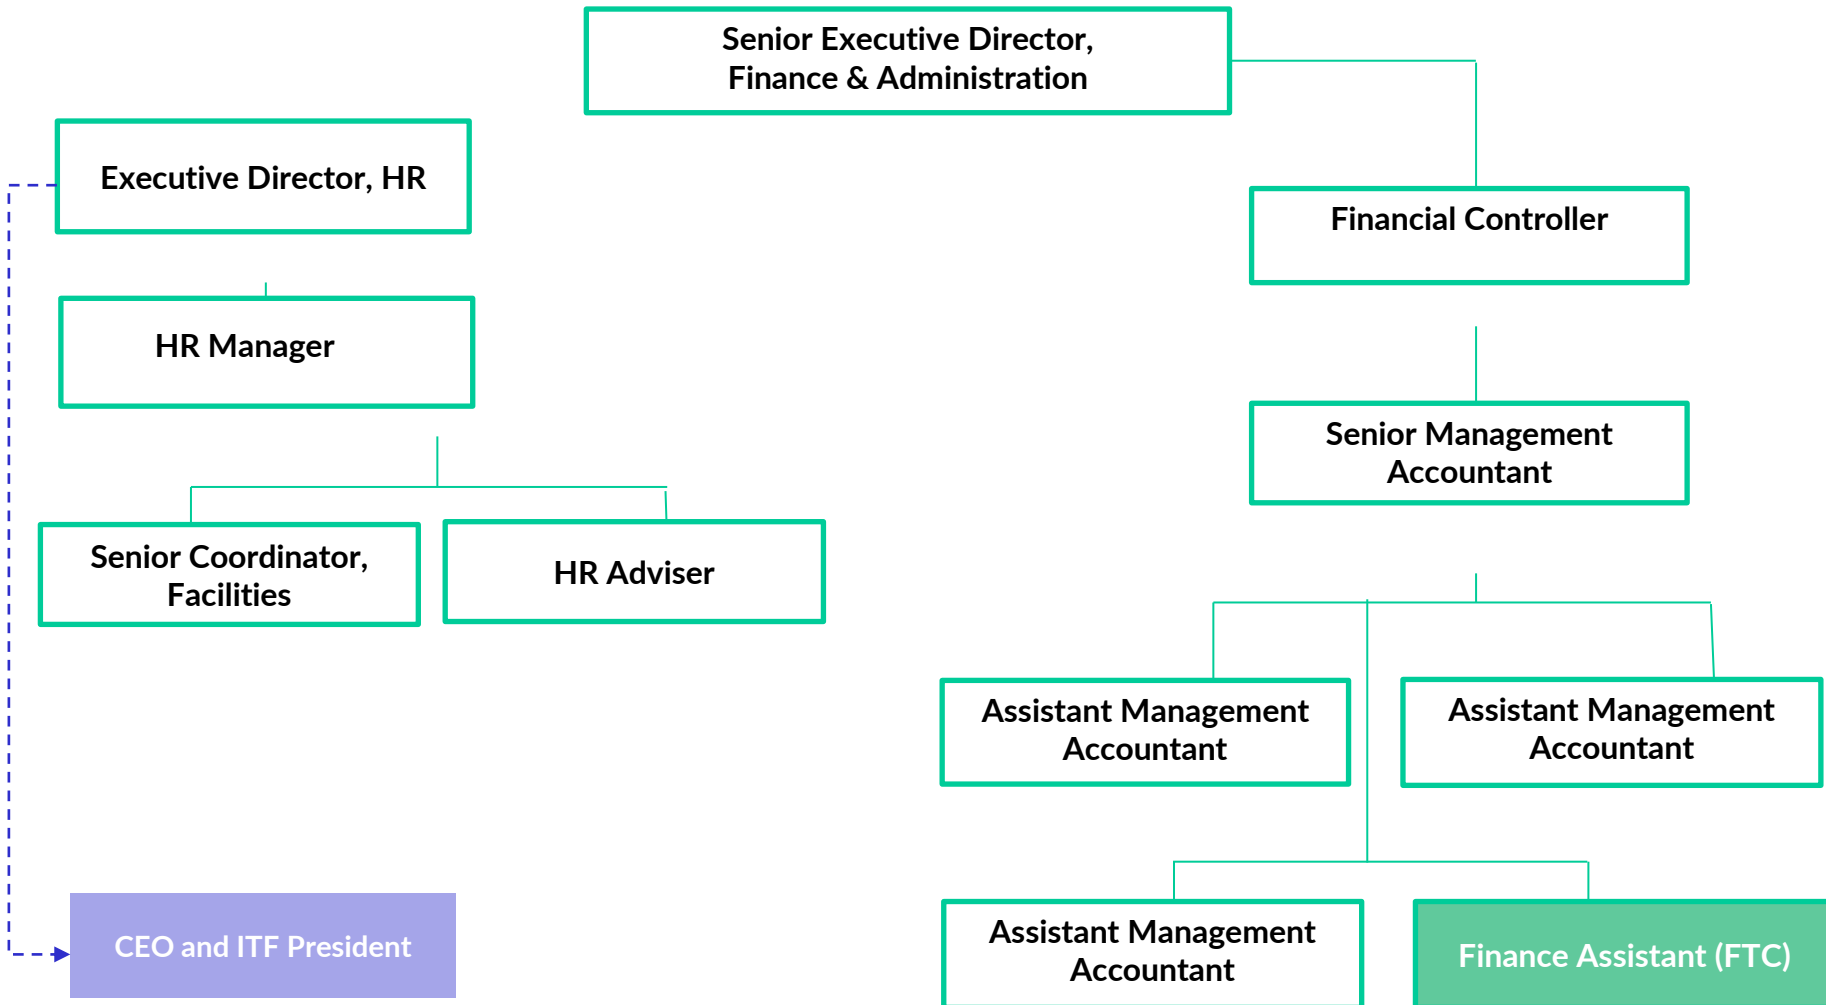 Senior Executive Director,
Finance & Administration
Executive Director, HR
Financial Controller
HR Manager
Senior Management
Accountant
Senior Coordinator,
Facilities
HR Adviser
Assistant Management
Accountant
Assistant Management
Accountant
CEO and ITF President
Assistant Management
Accountant
Finance Assistant (FTC)